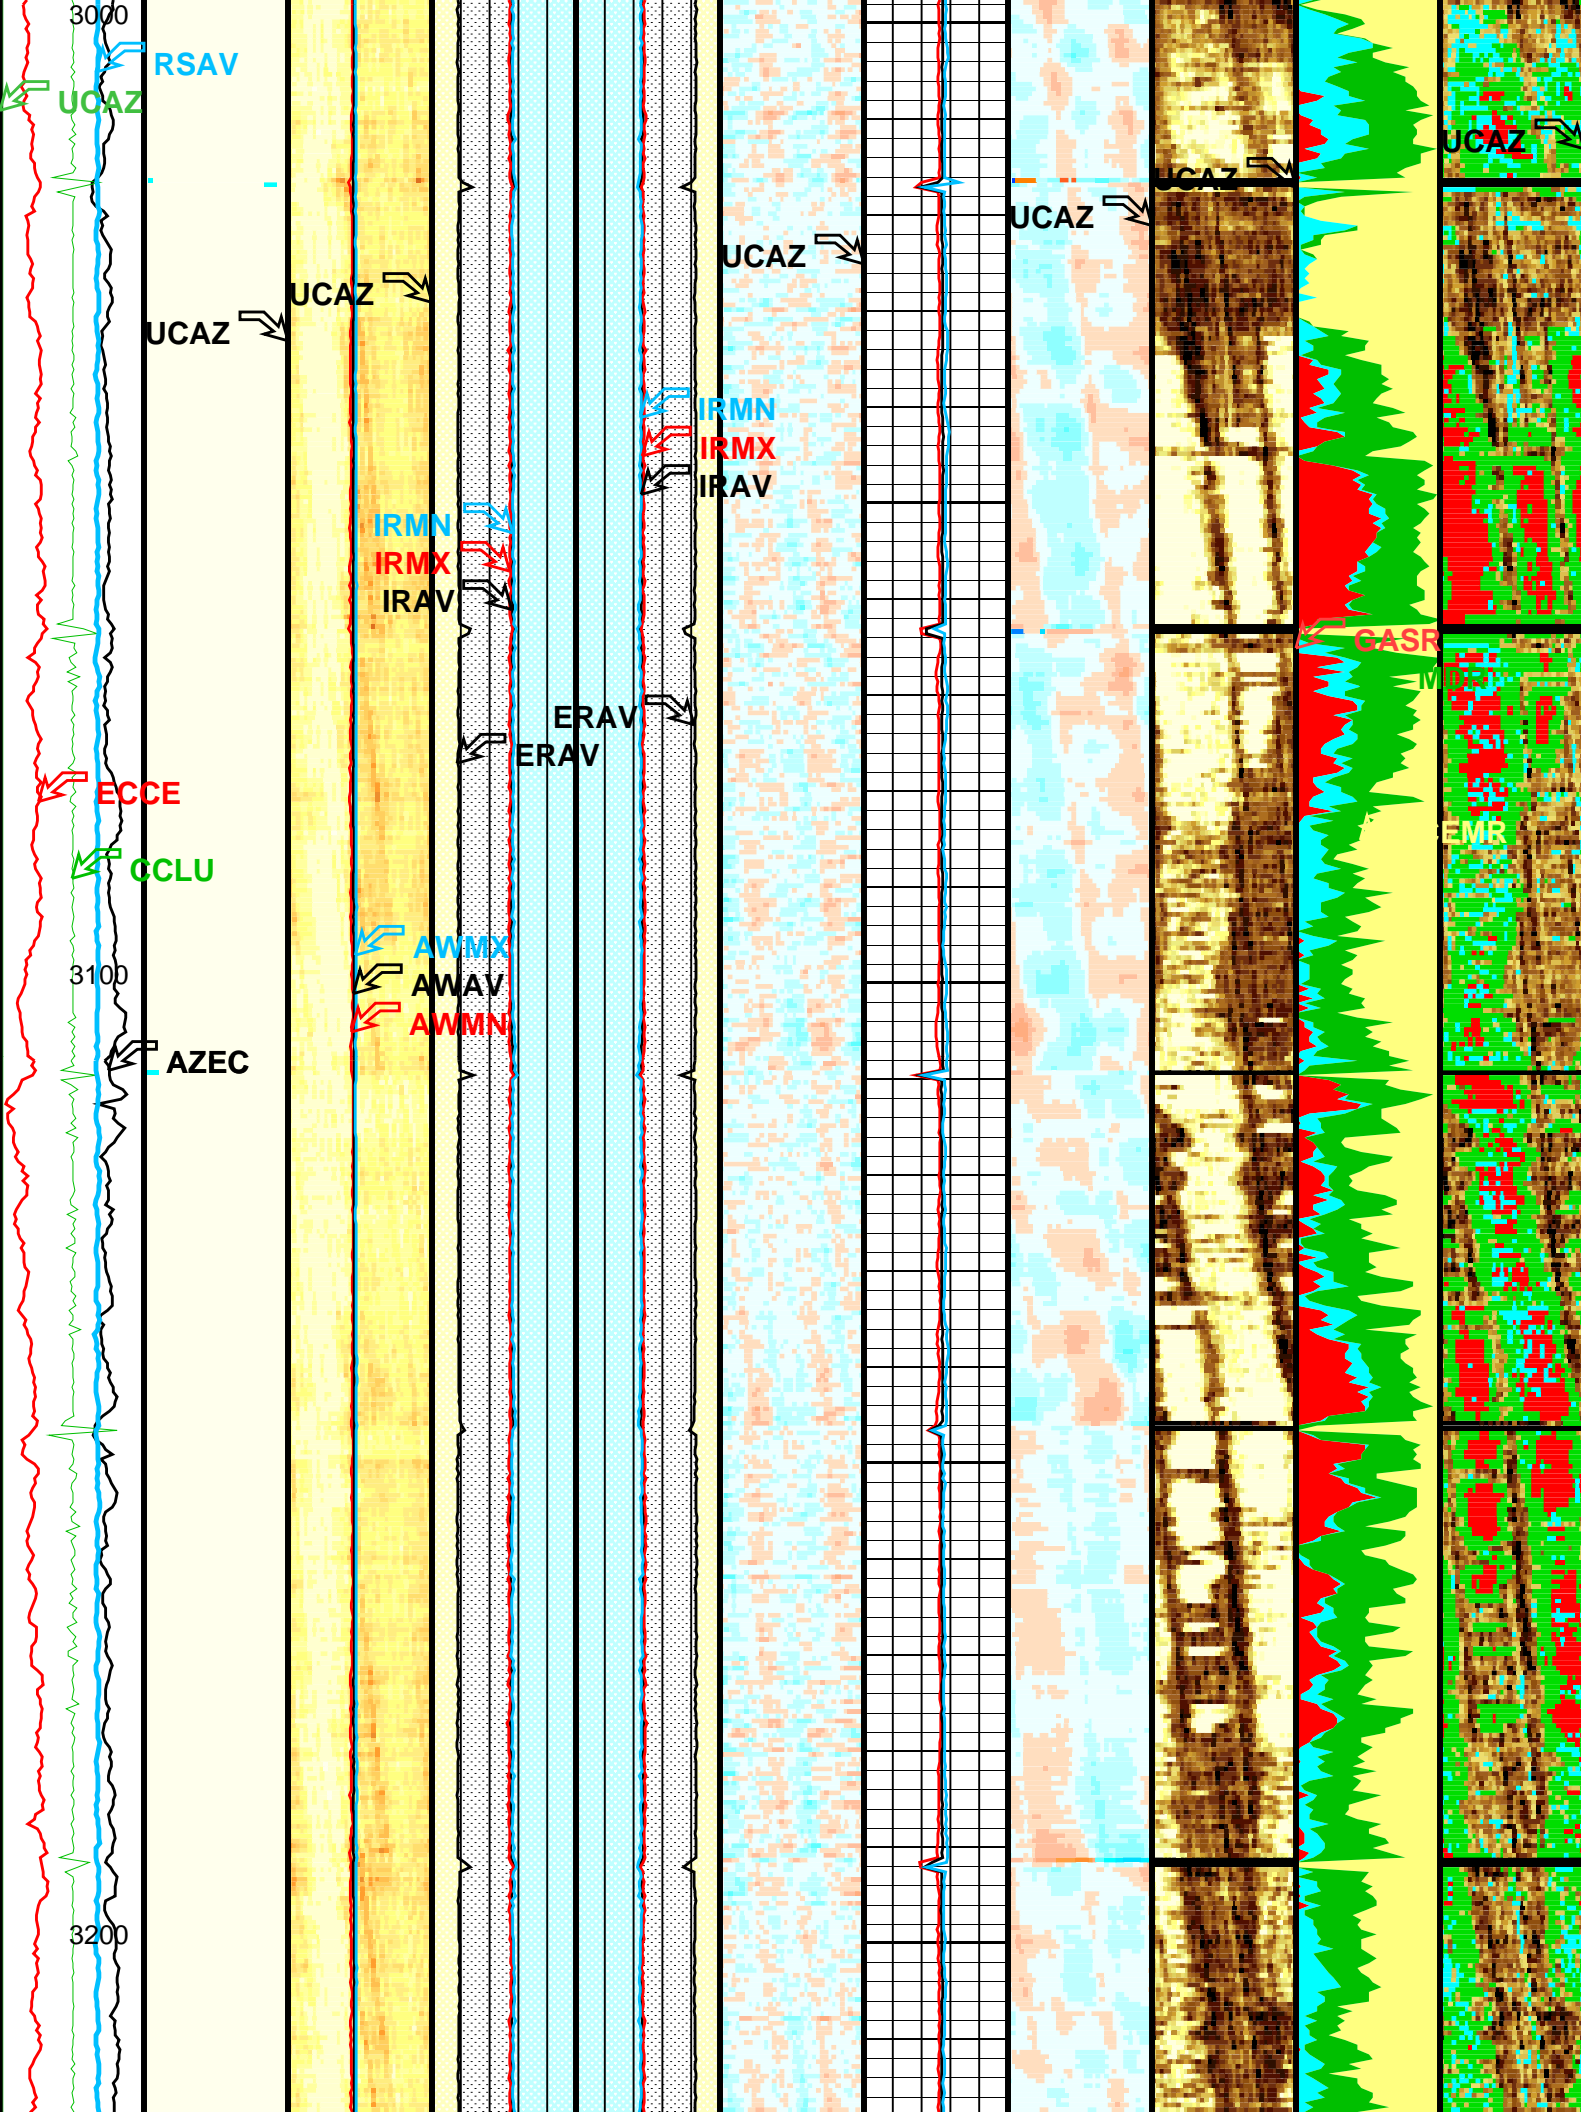 3000
RSAV
UCAZ
UCAZ
UCAZ
UCAZ
UCAZ
UCAZ
UCAZ
IRMN
IRMX
IRAV
IRMN
IRMX
IRAV
GASR
ERAV
ERAV
ECCE
CEMR
CCLU
AWMX
3100
AWAV
AWMN
AZEC
3200